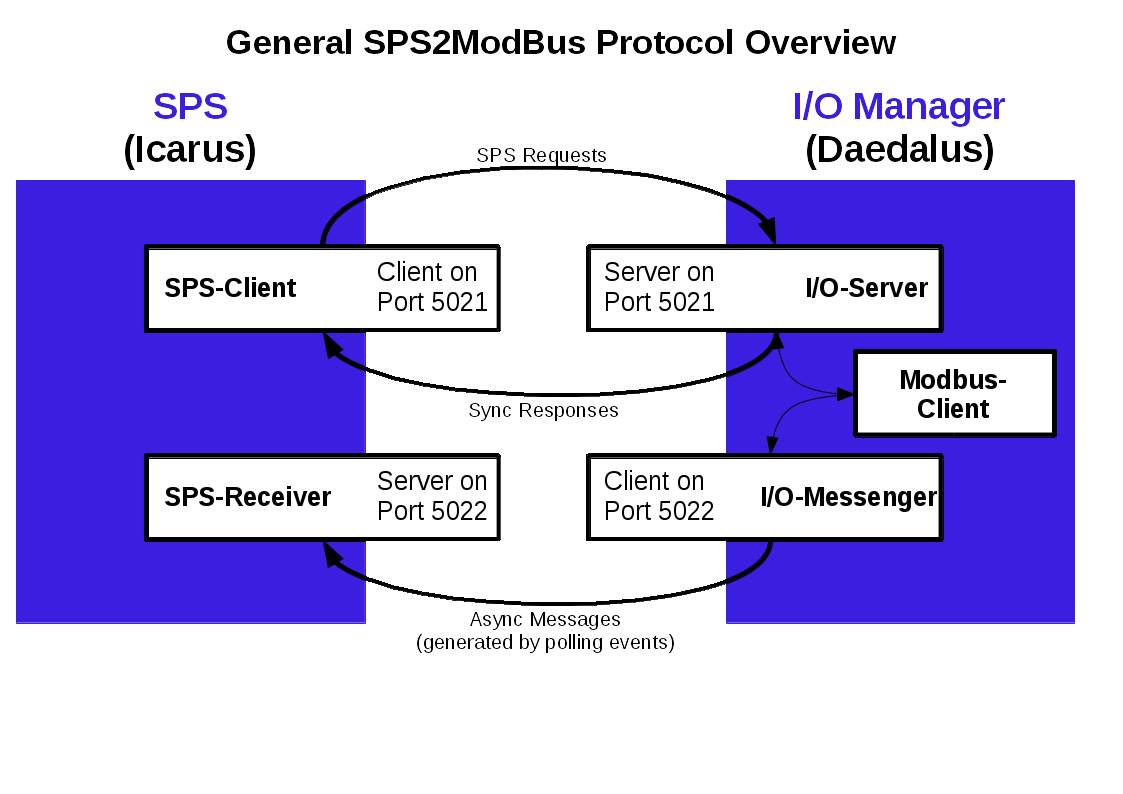 General SPS2ModBus Protocol Overview
SPS
(Icarus)
I/O Manager
(Daedalus)
SPS Requests
SPS-Client
Client on
Port 5021
Server on
Port 5021
I/O-Server
Sync Responses
Modbus-
Client
SPS-Receiver
Server on
Port 5022
Client on
Port 5022
I/O-Messenger
Async Messages
(generated by polling events)